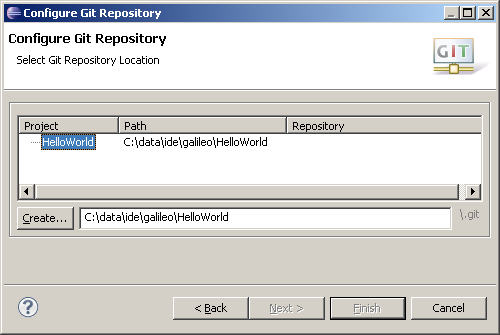 Configure Git Repository
Configure Git Repository
Select Git Repository Location
GIT
Project Path Repository
HelloWorld C:\data\ide\galileo\HelloWorld
Create... C:\data\ide\galileo\HelloWorld \.git
? < Back Next > Finish Cancel